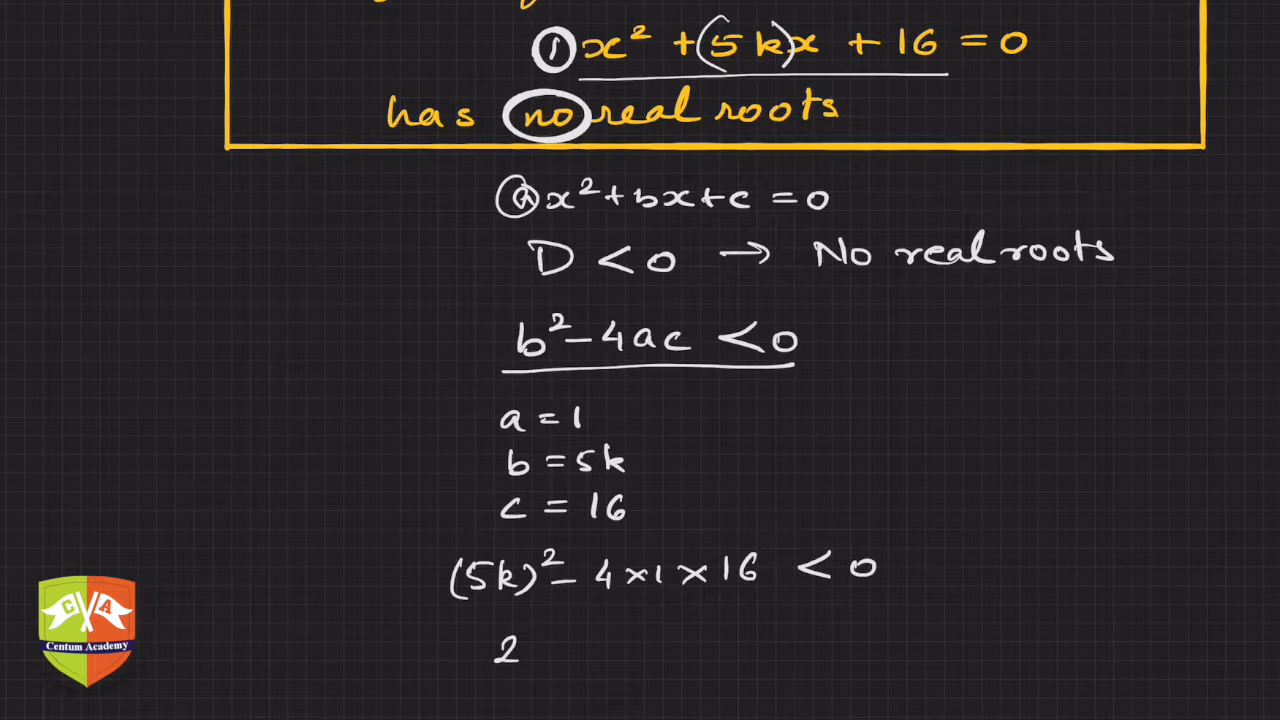 ① x² + (5k)x + 16 = 0
has no real roots
ax² + bx + c = 0
D < 0 → No real roots
b² - 4ac < 0
a = 1
b = 5k
c = 16
(5k)² - 4 × 1 × 16 < 0
2
C A
Centum Academy